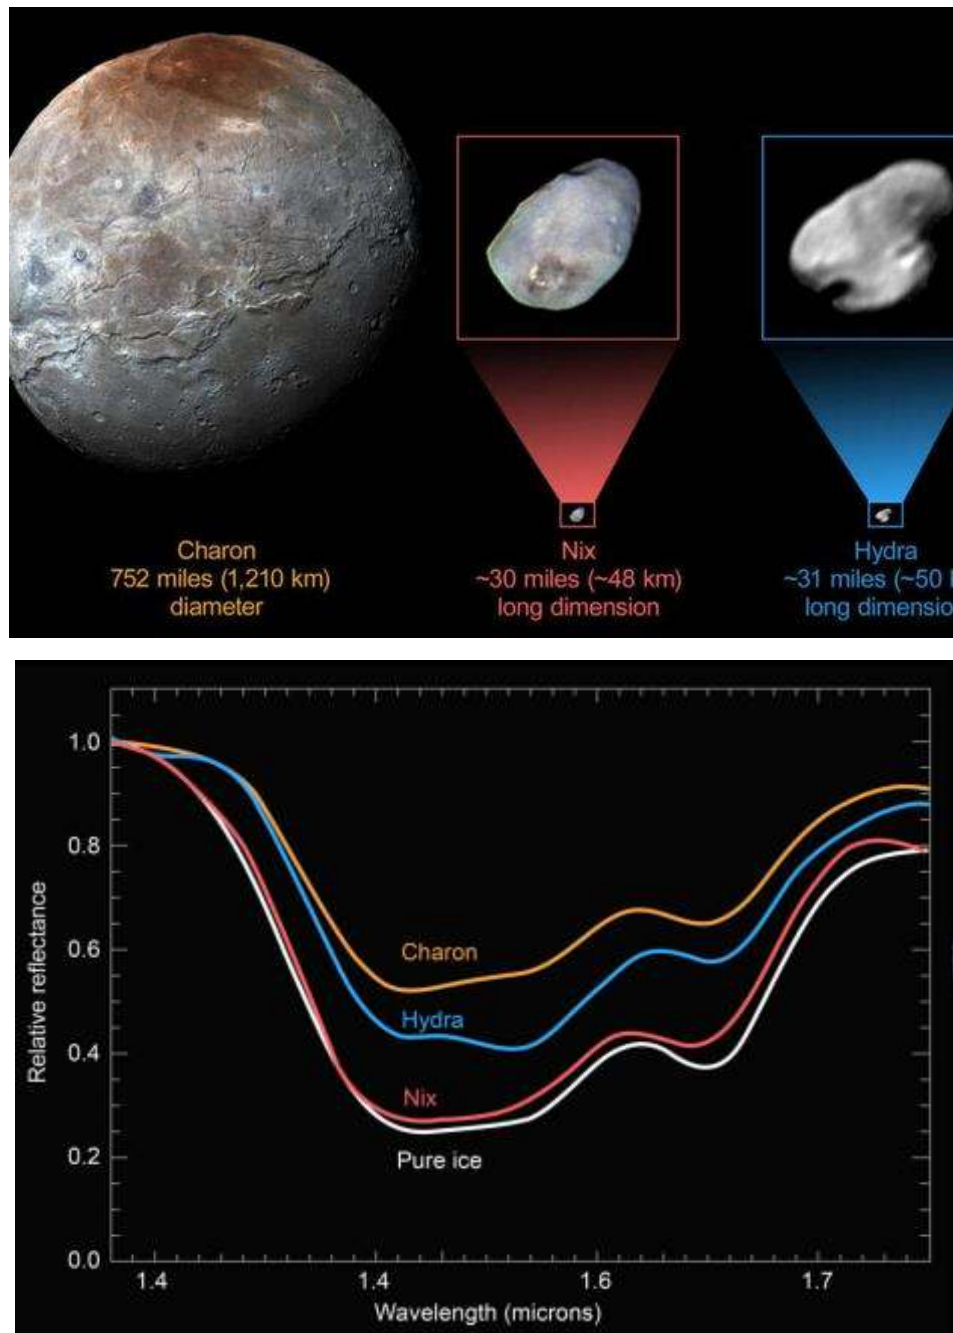 Charon
752 miles (1,210 km)
diameter
Nix
~30 miles (~48 km)
long dimension
Hydra
~31 miles (~50
long dimensio
1.0
0.8
0.6
0.4
0.2
0.0
Relative reflectance
Charon
Hydra
Nix
Pure ice
1.4
1.4
1.6
1.7
Wavelength (microns)